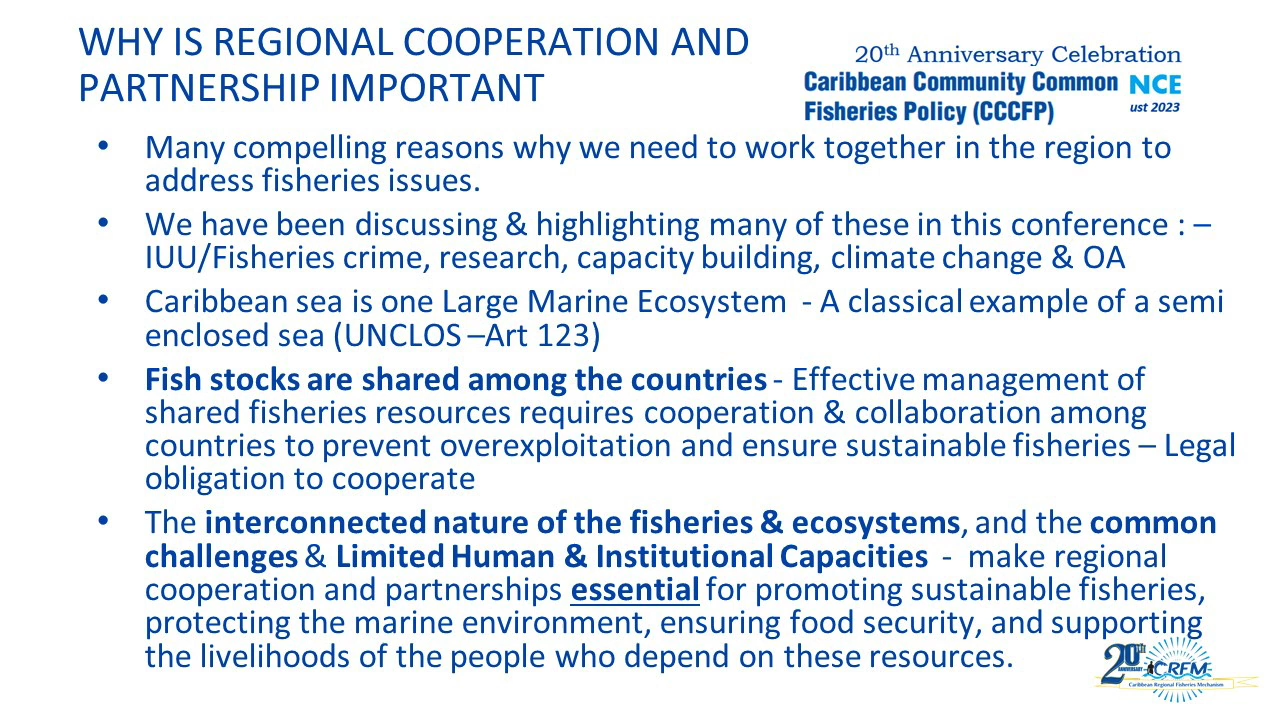 WHY IS REGIONAL COOPERATION AND
PARTNERSHIP IMPORTANT
20th Anniversary Celebration
Caribbean Community Common
Fisheries Policy (CCCFP)
NCE
ust 2023
• Many compelling reasons why we need to work together in the region to
address fisheries issues.
• We have been discussing & highlighting many of these in this conference : –
IUU/Fisheries crime, research, capacity building, climate change & OA
• Caribbean sea is one Large Marine Ecosystem - A classical example of a semi
enclosed sea (UNCLOS –Art 123)
• Fish stocks are shared among the countries - Effective management of
shared fisheries resources requires cooperation & collaboration among
countries to prevent overexploitation and ensure sustainable fisheries – Legal
obligation to cooperate
• The interconnected nature of the fisheries & ecosystems, and the common
challenges & Limited Human & Institutional Capacities - make regional
cooperation and partnerships essential for promoting sustainable fisheries,
protecting the marine environment, ensuring food security, and supporting
the livelihoods of the people who depend on these resources.
20th
ANNIVERSARY
CRFM
Caribbean Regional Fisheries Mechanism